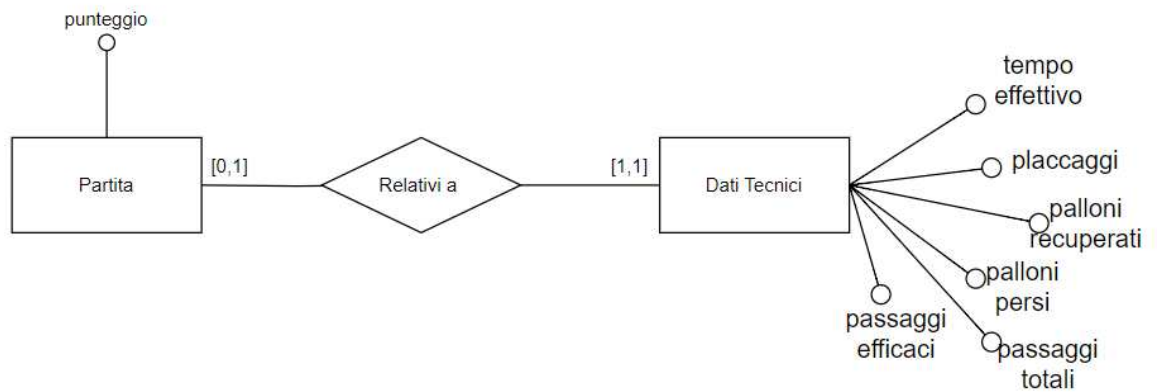 punteggio
Partita
[0,1]
Relativi a
[1,1]
Dati Tecnici
tempo
effettivo
placcaggi
palloni
recuperati
palloni
persi
passaggi
efficaci
passaggi
totali